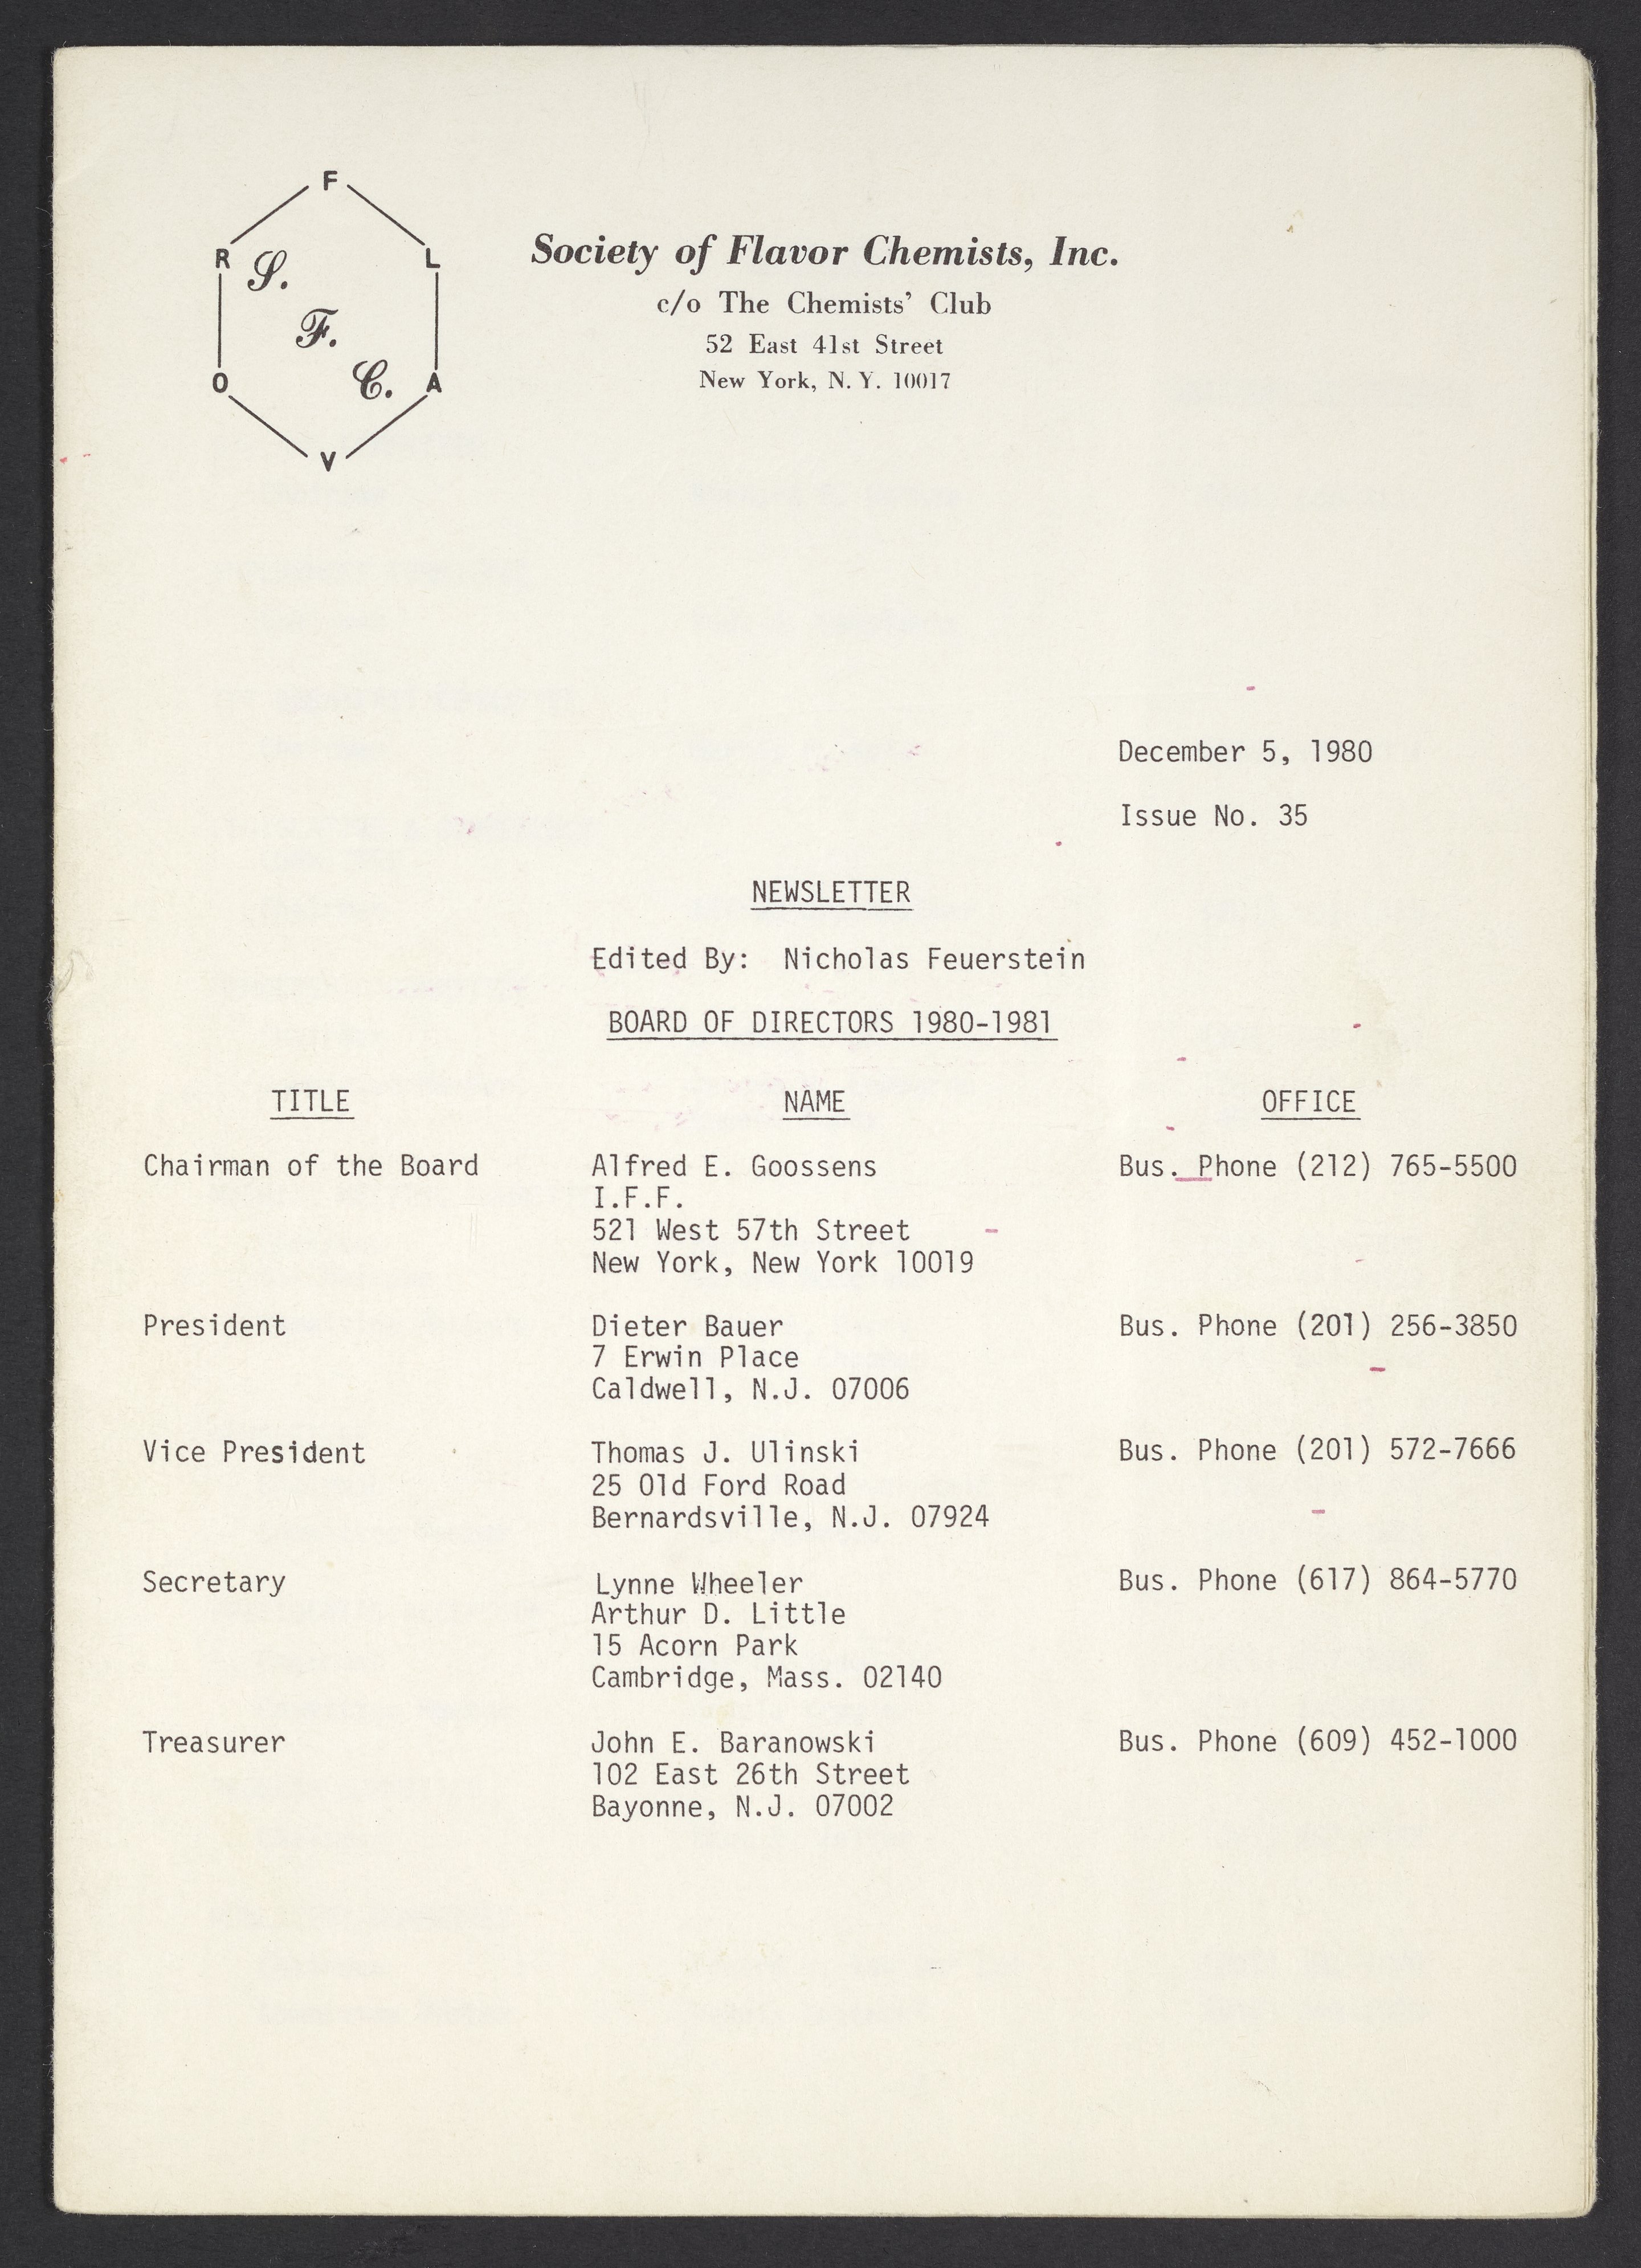 F
R L
S.
F.
C.
O A
V
Society of Flavor Chemists, Inc.
c/o The Chemists' Club
52 East 41st Street
New York, N. Y. 10017
December 5, 1980
Issue No. 35
NEWSLETTER
Edited By: Nicholas Feuerstein
BOARD OF DIRECTORS 1980-1981
TITLE NAME OFFICE
Chairman of the Board Alfred E. Goossens Bus. Phone (212) 765-5500
I.F.F.
521 West 57th Street
New York, New York 10019
President Dieter Bauer Bus. Phone (201) 256-3850
7 Erwin Place
Caldwell, N.J. 07006
Vice President Thomas J. Ulinski Bus. Phone (201) 572-7666
25 Old Ford Road
Bernardsville, N.J. 07924
Secretary Lynne Wheeler Bus. Phone (617) 864-5770
Arthur D. Little
15 Acorn Park
Cambridge, Mass. 02140
Treasurer John E. Baranowski Bus. Phone (609) 452-1000
102 East 26th Street
Bayonne, N.J. 07002